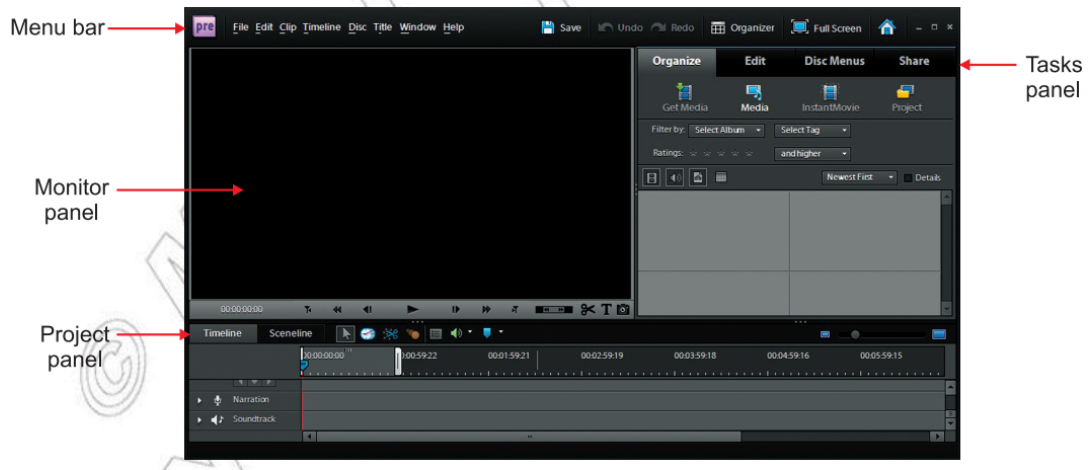 Menu bar
pre File Edit Clip Timeline Disc Title Window Help Save Undo Redo Organizer Full Screen
Organize Edit Disc Menus Share
Tasks
panel
Get Media Media InstantMovie Project
Filter by: Select Album Select Tag
Ratings: and higher
Newest First Details
Monitor
panel
00:00:00:00 T
Project
panel
Timeline Sceneline
00:00:00:00 00:00:59:22 00:01:59:21 00:02:59:19 00:03:59:18 00:04:59:16 00:05:59:15
Narration
Soundtrack